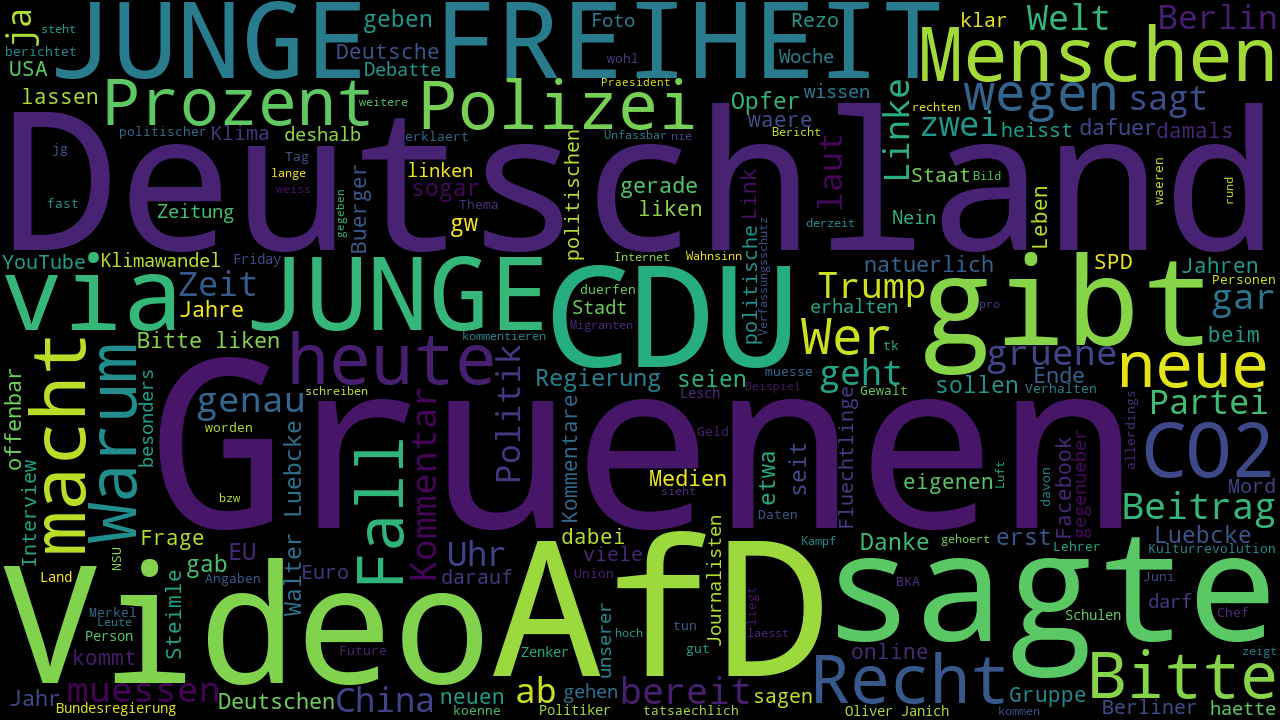 ja
steht
berichtet
USA
JUNGE FREIHEIT
geben
Deutsche
Debatte
Foto
wohl
Rezo
Woche
klar
Welt
Berlin
Menschen
lassen
Prozent
weitere
Polizei
Praesident
Opfer
waere
wissen
wegen
sagt
rechten
politischer
Klima
deshalb
erklaert
Unfassbar
nie
Bericht
laut
Linke
zwei
heisst
dafuer
damals
Deutschland
jg
fast
Tag
lange
weiss
Zeitung
gegeben
Buerger
linken
sogar
Thema
gw
politischen
gerade
liken
Link
derzeit
Staat
Bild
Nein
Leben
waeren
rund
YouTube
Klimawandel
Friday
via
Zeit
Jahre
JUNGE
Internet
Wahnsinn
duerfen
Stadt
Migranten
CDU
politische
Verfassungsschutz
natuerlich
Trump
erhalten
pro
SPD
gibt
Jahren
Personen
gar
beim
Bitte liken
kommentieren
Wer
tk
heute
Regierung
seien
muesse
Beispiel
geht
Gewalt
gruene
sollen
Ende
Verhalten
neue
Partei
offenbar
macht
Warum
besonders
genau
schreiben
worden
Politik
Lesch
Gruenen
Geld
CO2
allerdings
Interview
bzw
Walter Luebcke
Fall
Kommentar
Kommentare
Medien
sieht
etwa
Daten
seit
Fluechtlinge
eigenen
Luft
davon
Facebook
gegenueber
Mord
Beitrag
NSU
Frage
gab
EU
Uhr
dabei
viele
Kampf
Danke
gehoert
erst
Lehrer
Luebcke
Kulturrevolution
Land
Angaben
Euro
darauf
Union
Journalisten
BKA
Juni
darf
Chef
Schulen
Video
AfD
sagte
Merkel
Leute
Person
kommt
Steimle
Future
Zenker
unserer
hoch
tun
gut
liegt
laesst
online
Recht
Gruppe
Bitte
zeigt
Jahr
muessen
Bundesregierung
Deutschen
China
neuen
koenne
ab
gehen
Politiker
bereit
tatsaechlich
sagen
Oliver Janich
kommen
Berliner
haette